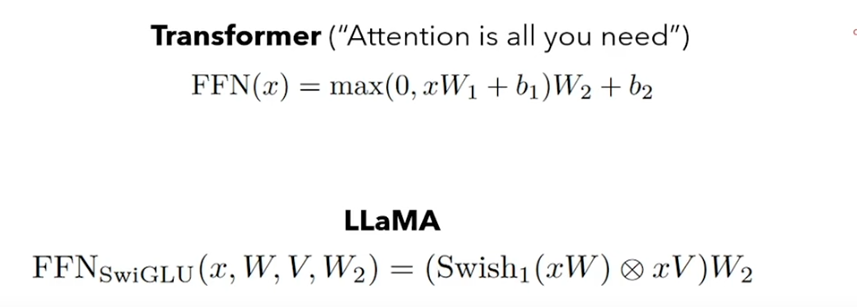 Transformer ("Attention is all you need")
FFN(x) = max(0, xW₁ + b₁)W₂ + b₂
LLaMA
FFN_SwiGLU(x, W, V, W₂) = (Swish₁(xW) ⊗ xV)W₂